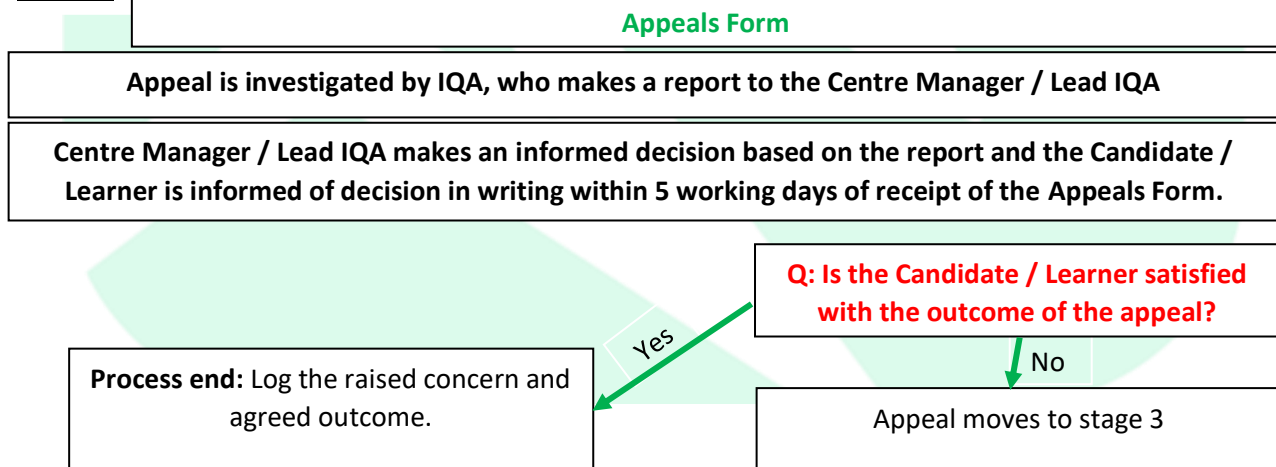 Appeals Form
Appeal is investigated by IQA, who makes a report to the Centre Manager / Lead IQA
Centre Manager / Lead IQA makes an informed decision based on the report and the Candidate /
Learner is informed of decision in writing within 5 working days of receipt of the Appeals Form.
Q: Is the Candidate / Learner satisfied
with the outcome of the appeal?
Yes
No
Process end: Log the raised concern and
agreed outcome.
Appeal moves to stage 3